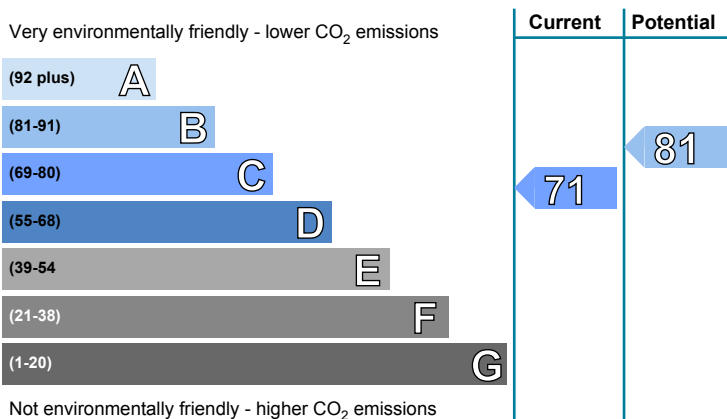 Very environmentally friendly - lower CO2 emissions
Current Potential
(92 plus) A
(81-91) B
(69-80) C
(55-68) D
(39-54 E
(21-38) F
(1-20) G
71
81
Not environmentally friendly - higher CO2 emissions